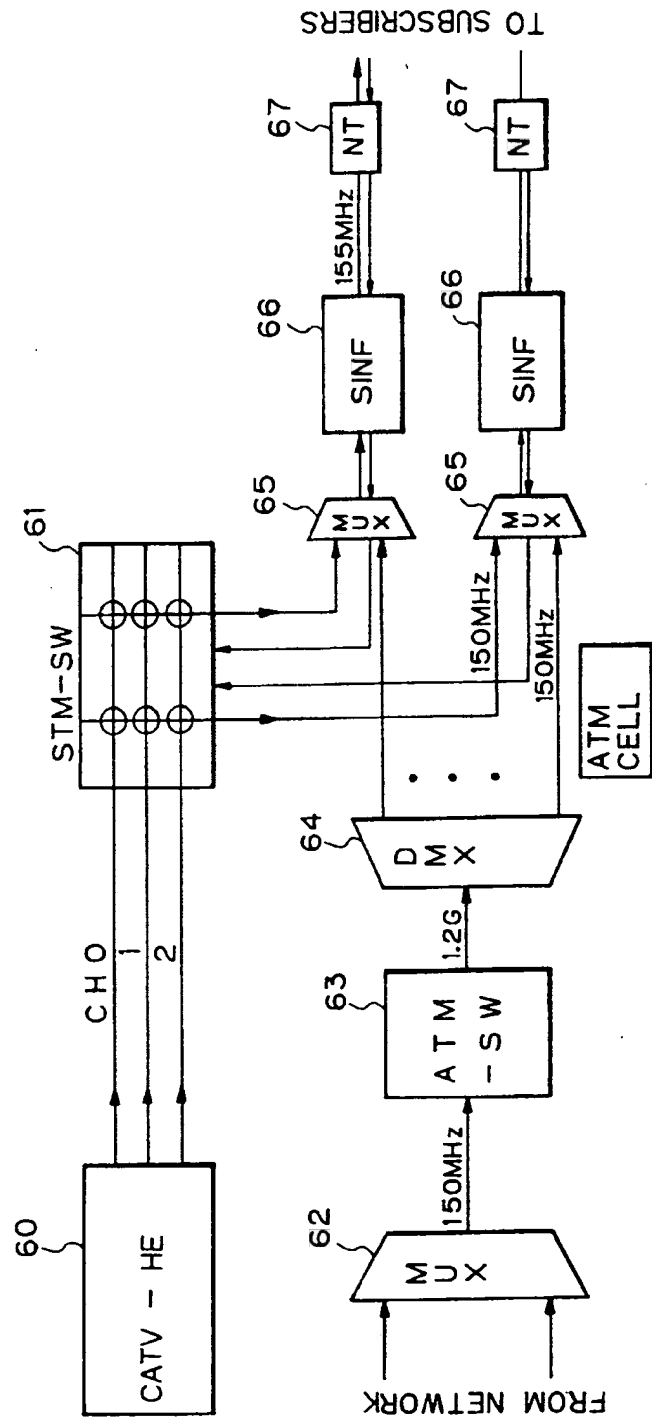 60
CATV - HE
CH0
1
2
61
STM-SW
FROM NETWORK
62
MUX
150MHz
63
ATM
-SW
1.2G
64
DMX
ATM
CELL
150MHz
150MHz
65
MUX
65
MUX
66
SINF
66
SINF
155MHz
67
NT
67
NT
TO SUBSCRIBERS